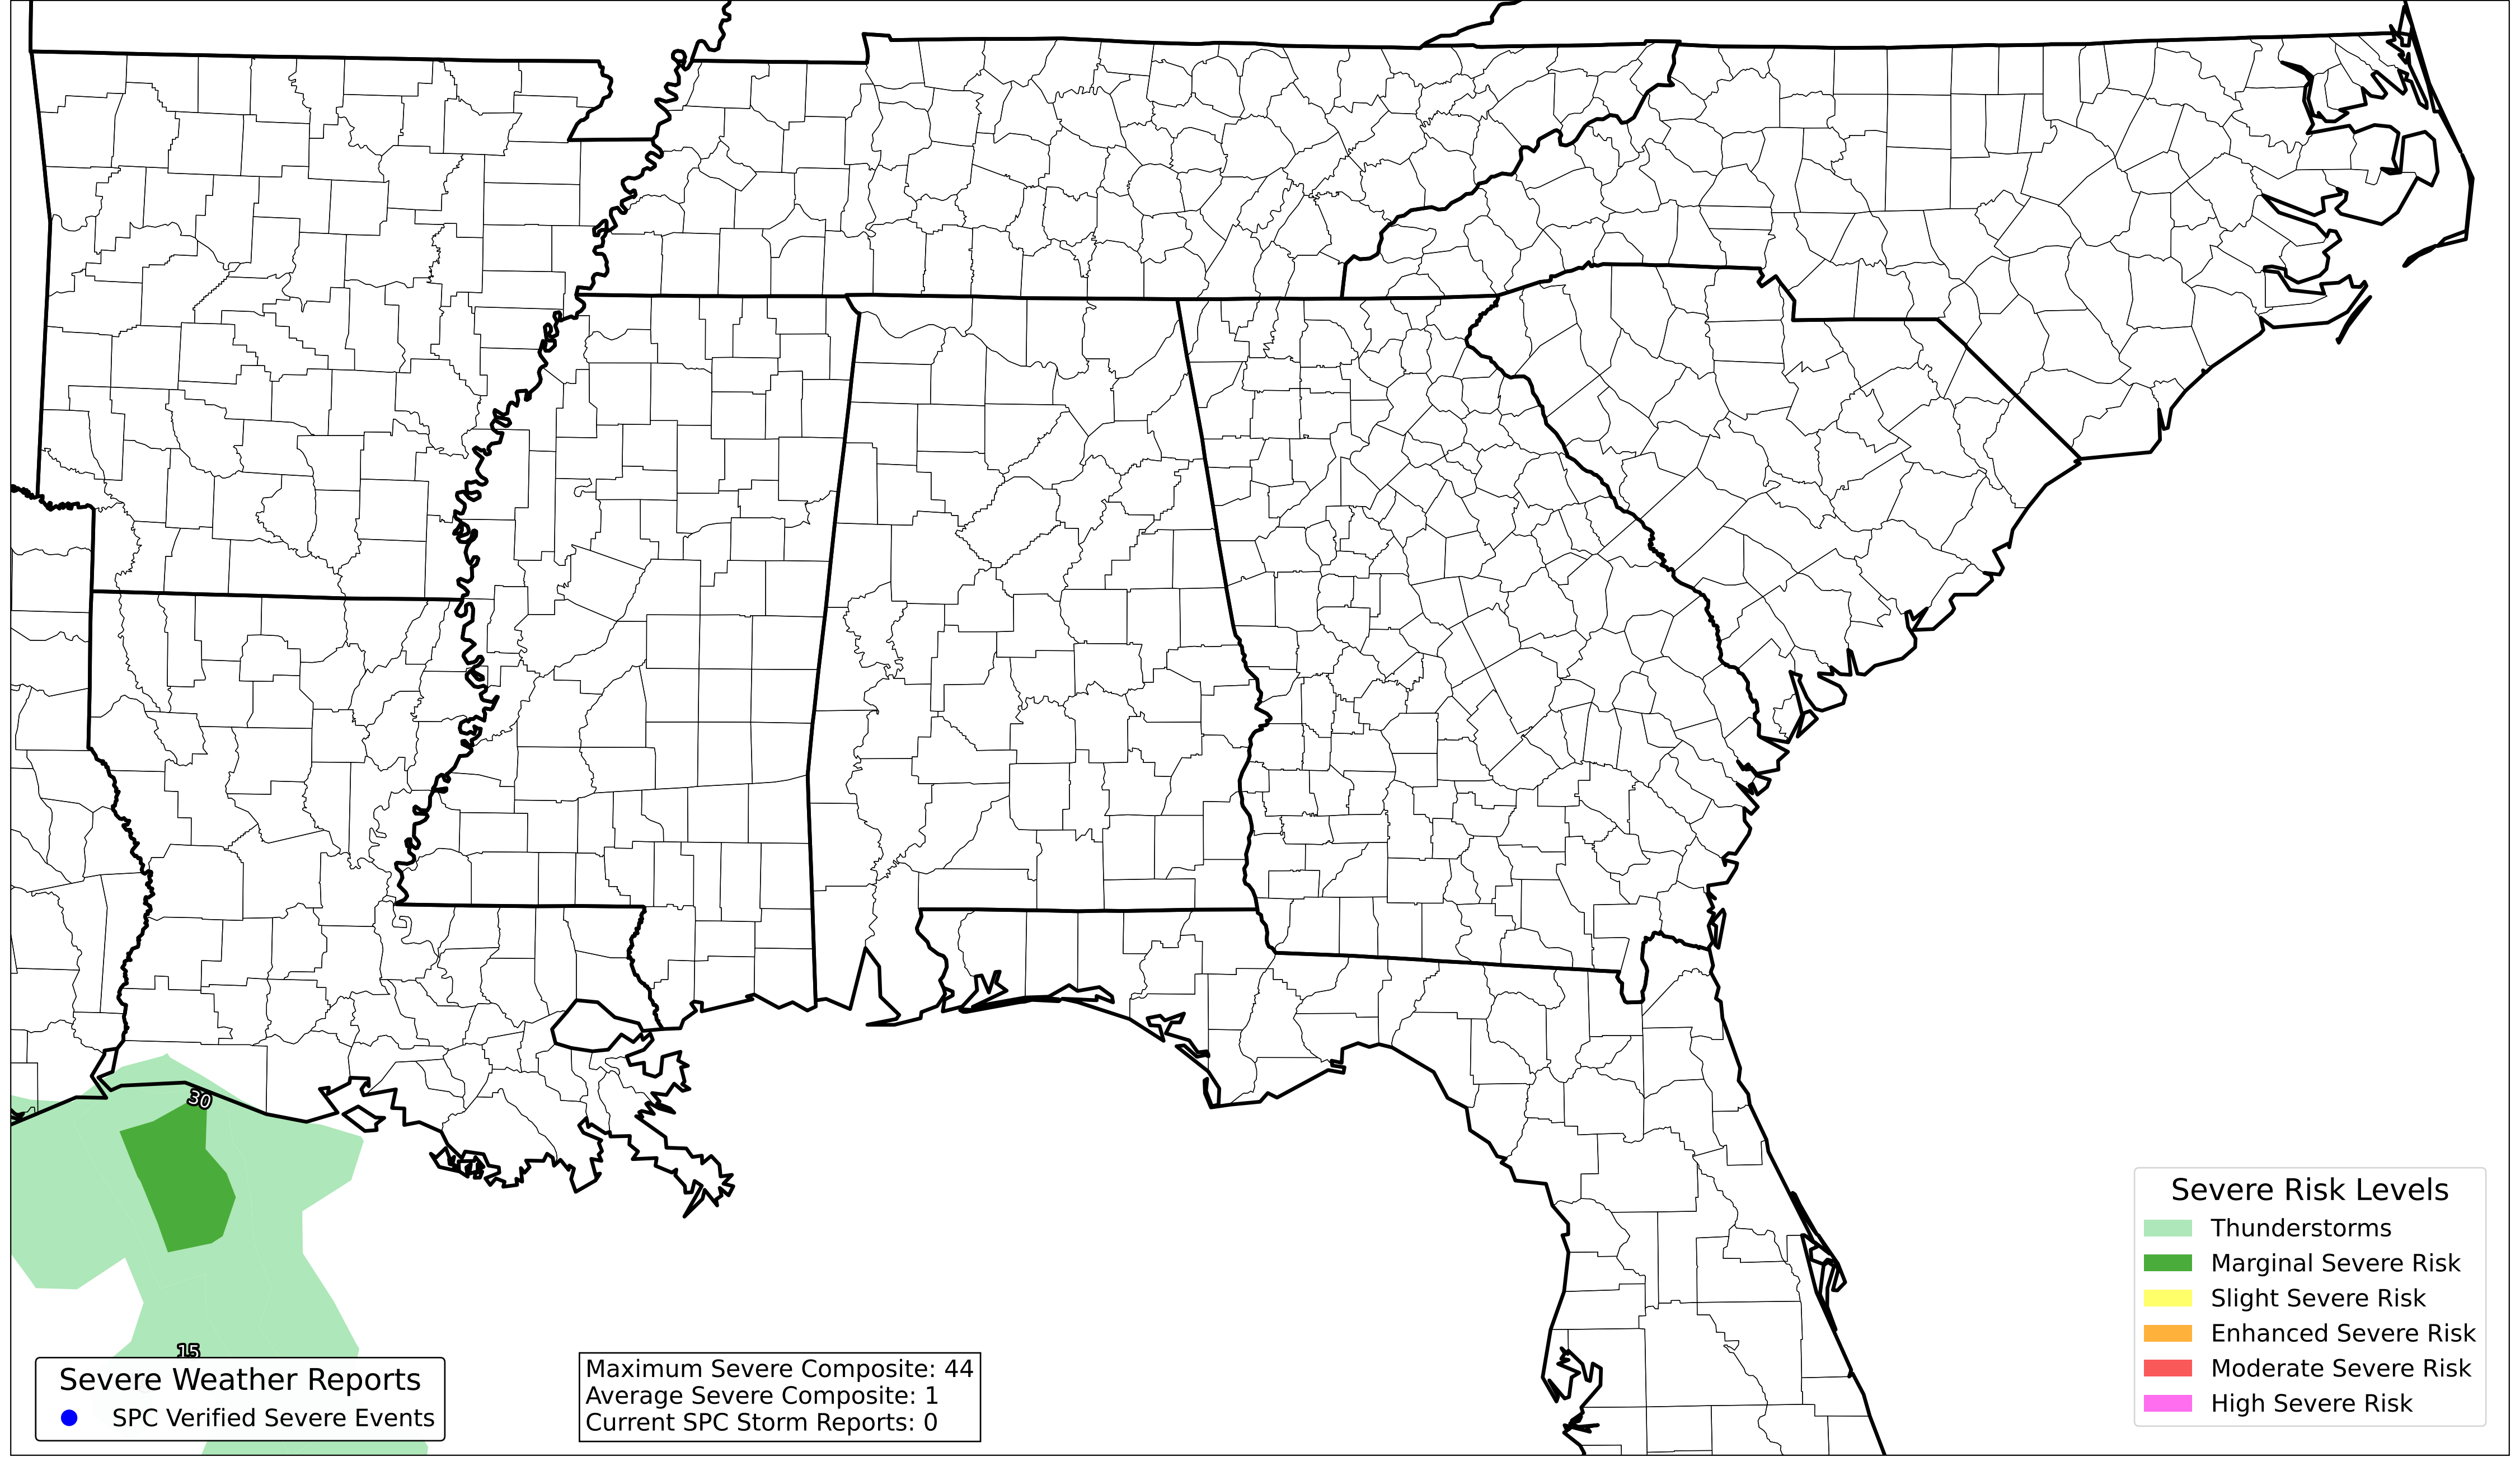 30
15
Severe Weather Reports
SPC Verified Severe Events
Maximum Severe Composite: 44
Average Severe Composite: 1
Current SPC Storm Reports: 0
Severe Risk Levels
Thunderstorms
Marginal Severe Risk
Slight Severe Risk
Enhanced Severe Risk
Moderate Severe Risk
High Severe Risk